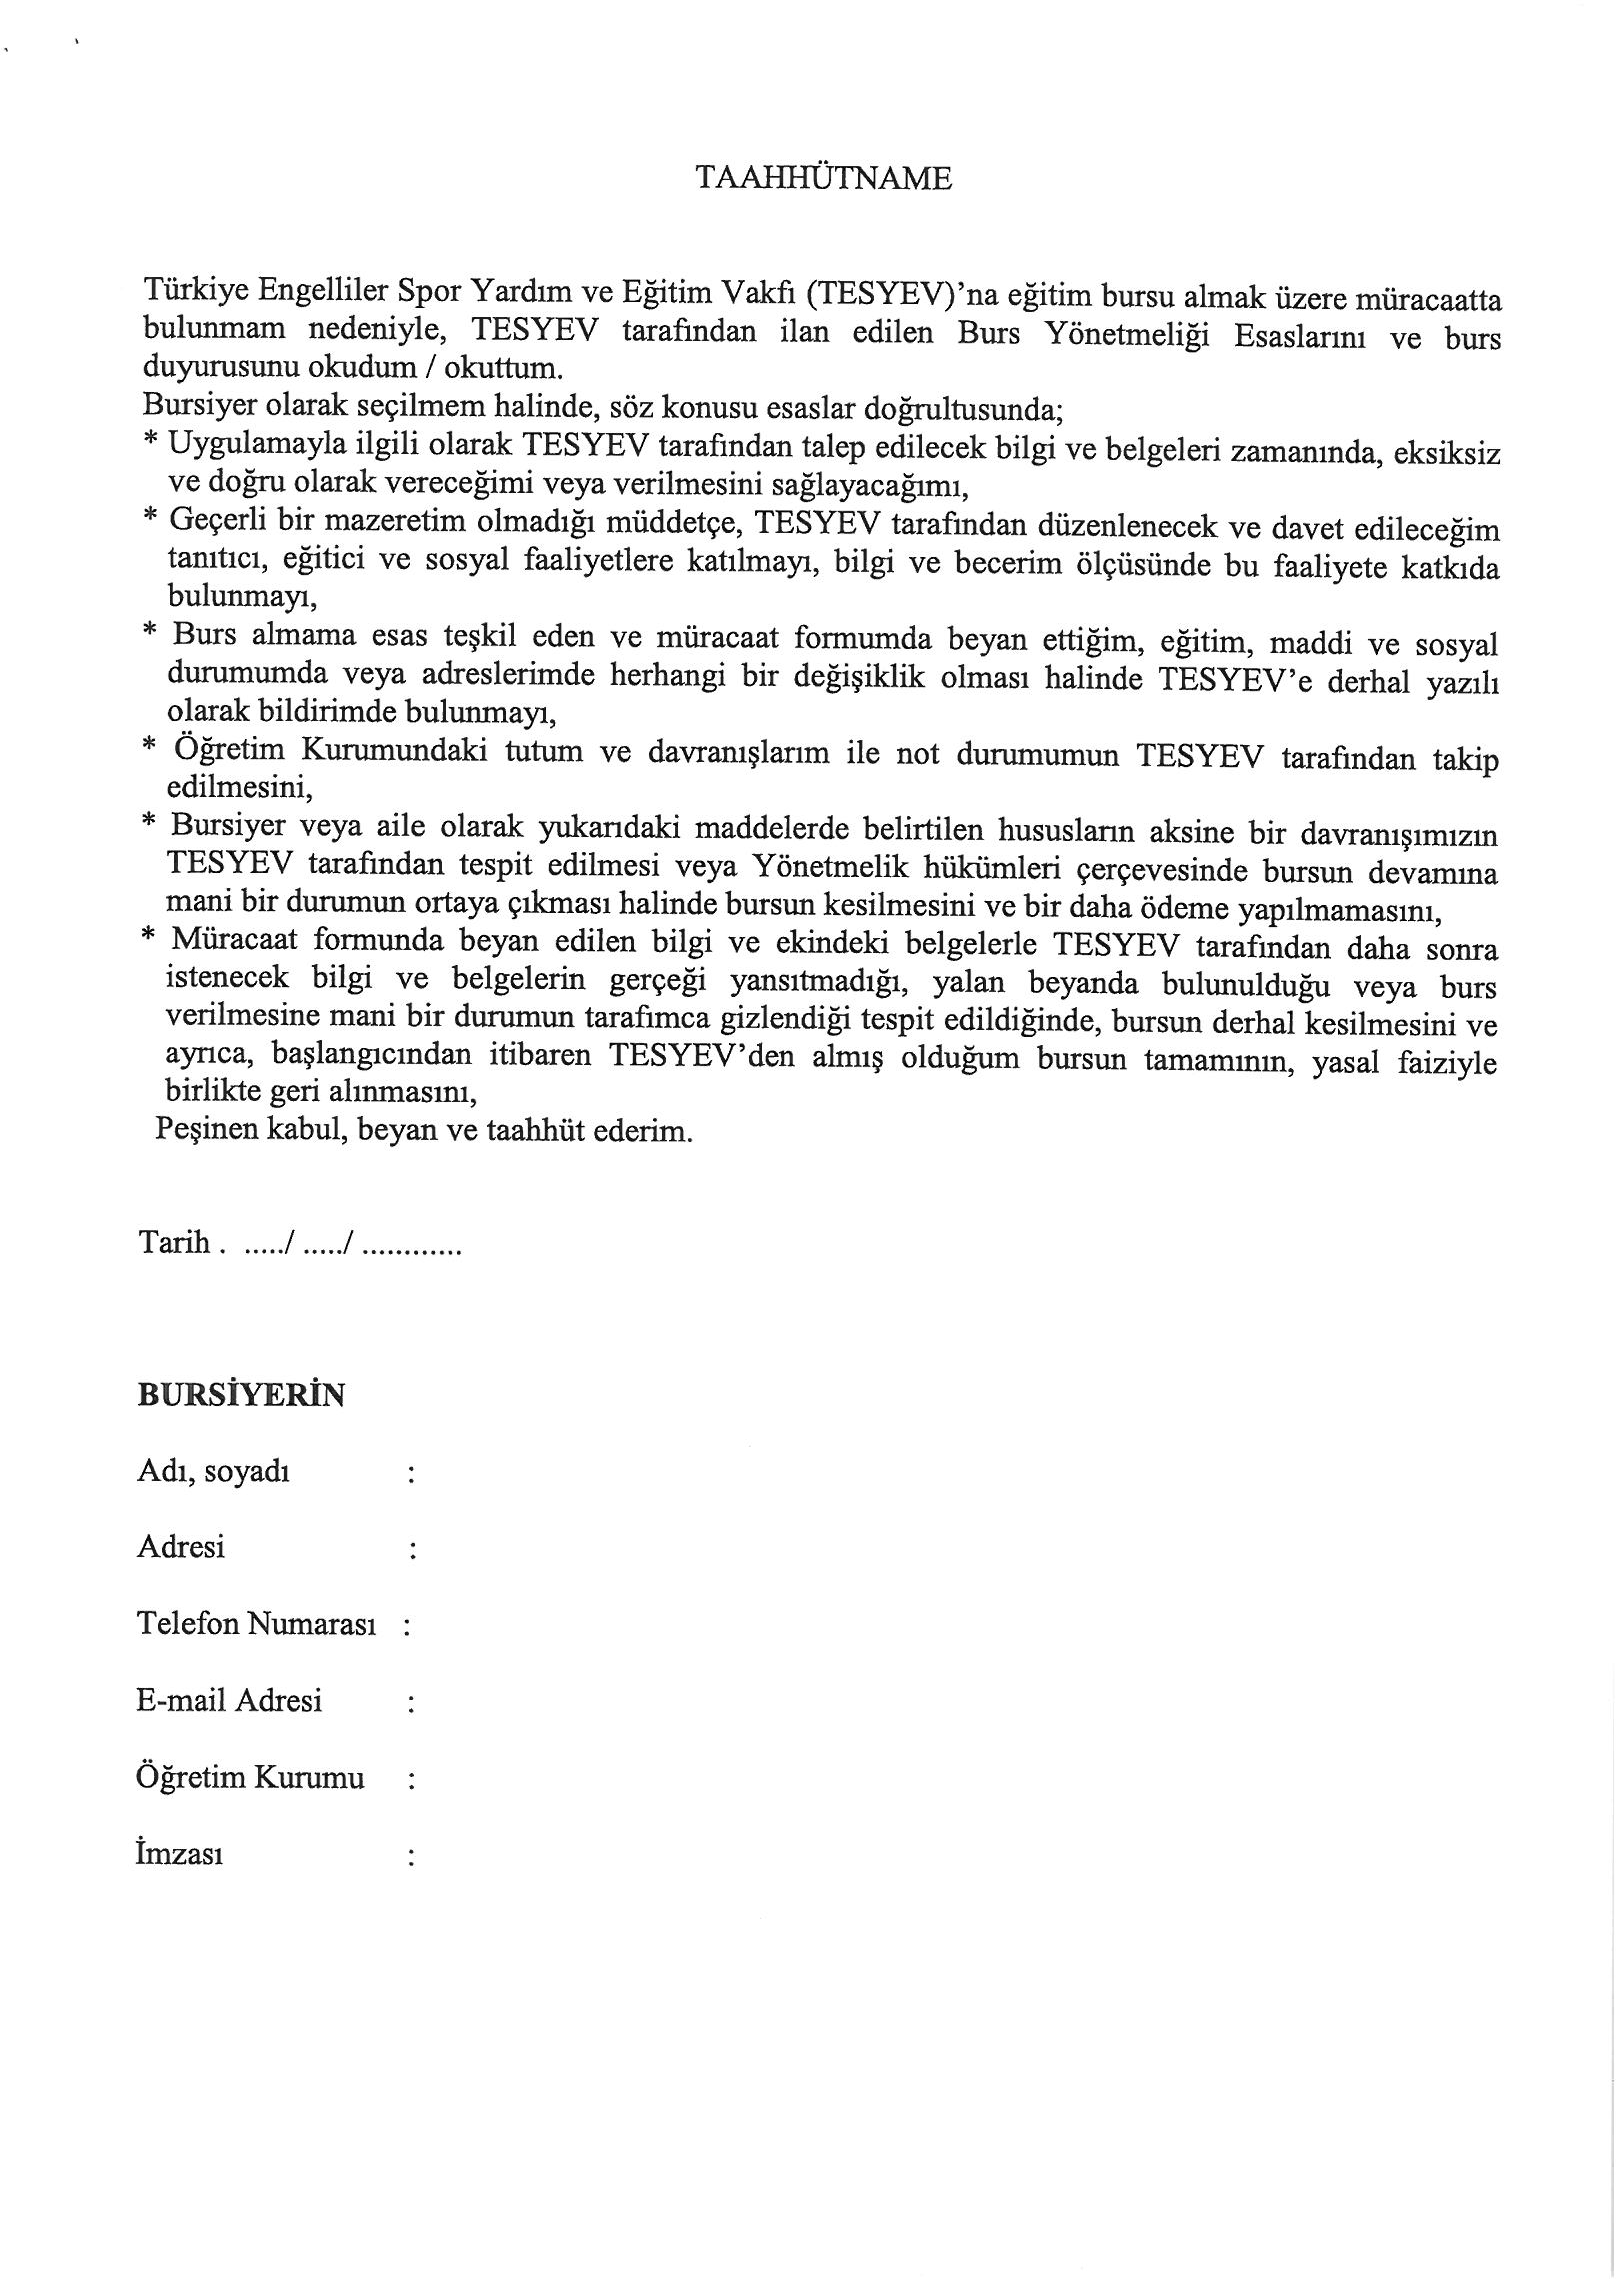 TAAHHÜTNAME
Türkiye Engelliler Spor Yardım ve Eğitim Vakfı (TESYEV)'na eğitim bursu almak üzere müracaatta
bulunmam nedeniyle, TESYEV tarafından ilan edilen Burs Yönetmeliği Esaslarını ve burs
duyurusunu okudum / okuttum.
Bursiyer olarak seçilmem halinde, söz konusu esaslar doğrultusunda;
* Uygulamayla ilgili olarak TESYEV tarafından talep edilecek bilgi ve belgeleri zamanında, eksiksiz
ve doğru olarak vereceğimi veya verilmesini sağlayacağımı,
* Geçerli bir mazeretim olmadığı müddetçe, TESYEV tarafından düzenlenecek ve davet edileceğim
tanıtıcı, eğitici ve sosyal faaliyetlere katılmayı, bilgi ve becerim ölçüsünde bu faaliyete katkıda
bulunmayı,
* Burs almama esas teşkil eden ve müracaat formumda beyan ettiğim, eğitim, maddi ve sosyal
durumumda veya adreslerimde herhangi bir değişiklik olması halinde TESYEV'e derhal yazılı
olarak bildirimde bulunmayı,
* Öğretim Kurumundaki tutum ve davranışlarım ile not durumumun TESYEV tarafından takip
edilmesini,
* Bursiyer veya aile olarak yukarıdaki maddelerde belirtilen hususların aksine bir davranışımızın
TESYEV tarafından tespit edilmesi veya Yönetmelik hükümleri çerçevesinde bursun devamına
mani bir durumun ortaya çıkması halinde bursun kesilmesini ve bir daha ödeme yapılmamasını,
* Müracaat formunda beyan edilen bilgi ve ekindeki belgelerle TESYEV tarafından daha sonra
istenecek bilgi ve belgelerin gerçeği yansıtmadığı, yalan beyanda bulunulduğu veya burs
verilmesine mani bir durumun tarafımca gizlendiği tespit edildiğinde, bursun derhal kesilmesini ve
ayrıca, başlangıcından itibaren TESYEV'den almış olduğum bursun tamamının, yasal faiziyle
birlikte geri alınmasını,
Peşinen kabul, beyan ve taahhüt ederim.
Tarih . ...../ ...../ ............
BURSİYERİN
Adı, soyadı :
Adresi :
Telefon Numarası :
E-mail Adresi :
Öğretim Kurumu :
İmzası :